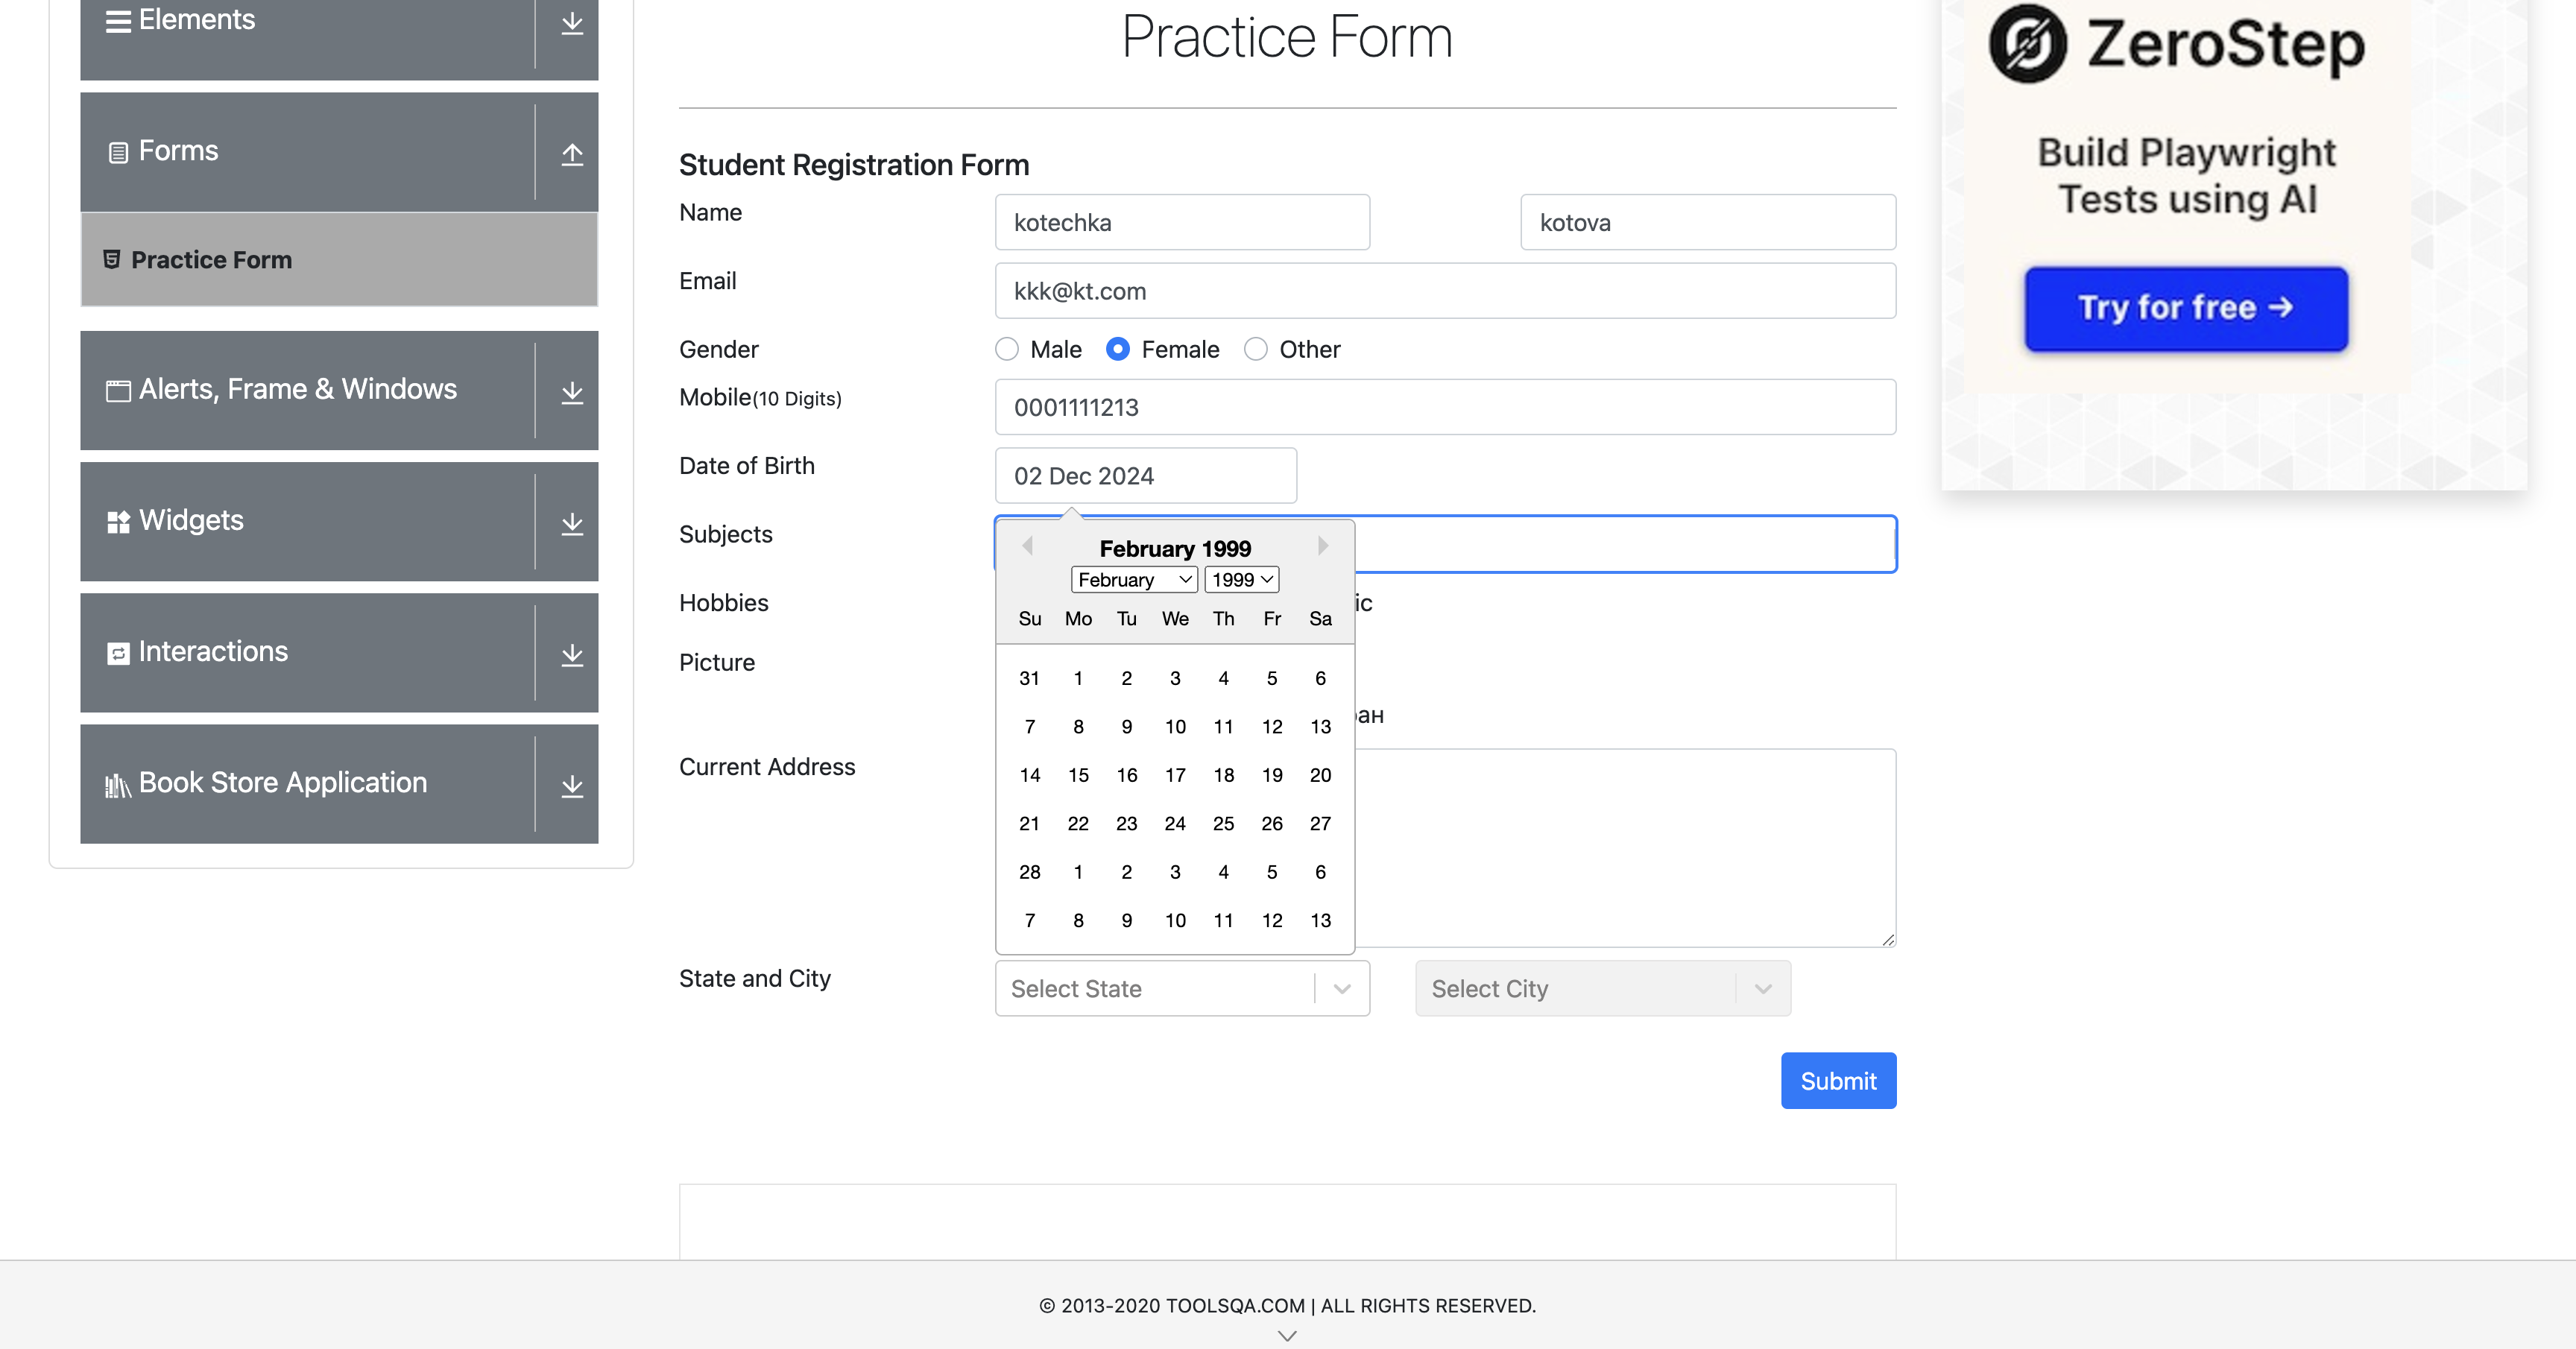 Elements
Forms
Practice Form
Alerts, Frame & Windows
Widgets
Interactions
Book Store Application
Practice Form
Student Registration Form
Name kotechka kotova
Email kkk@kt.com
Gender Male Female Other
Mobile(10 Digits) 0001111213
Date of Birth 02 Dec 2024
Subjects
Hobbies
Picture
Current Address
February 1999
February 1999
Su Mo Tu We Th Fr Sa
31 1 2 3 4 5 6
7 8 9 10 11 12 13
14 15 16 17 18 19 20
21 22 23 24 25 26 27
28 1 2 3 4 5 6
7 8 9 10 11 12 13
State and City Select State Select City
Submit
ZeroStep
Build Playwright
Tests using AI
Try for free →
© 2013-2020 TOOLSQA.COM | ALL RIGHTS RESERVED.